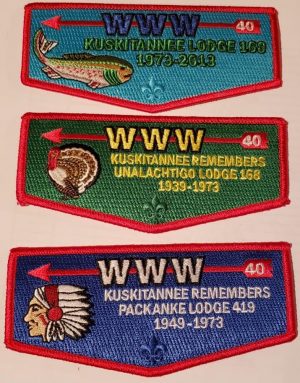 WWW
40
KUSKITANNEE LODGE 168
1973-2013
WWW
40
KUSKITANNEE REMEMBERS
UNALACHTIGO LODGE 168
1939-1973
WWW
40
KUSKITANNEE REMEMBERS
PACKANKE LODGE 419
1949-1973